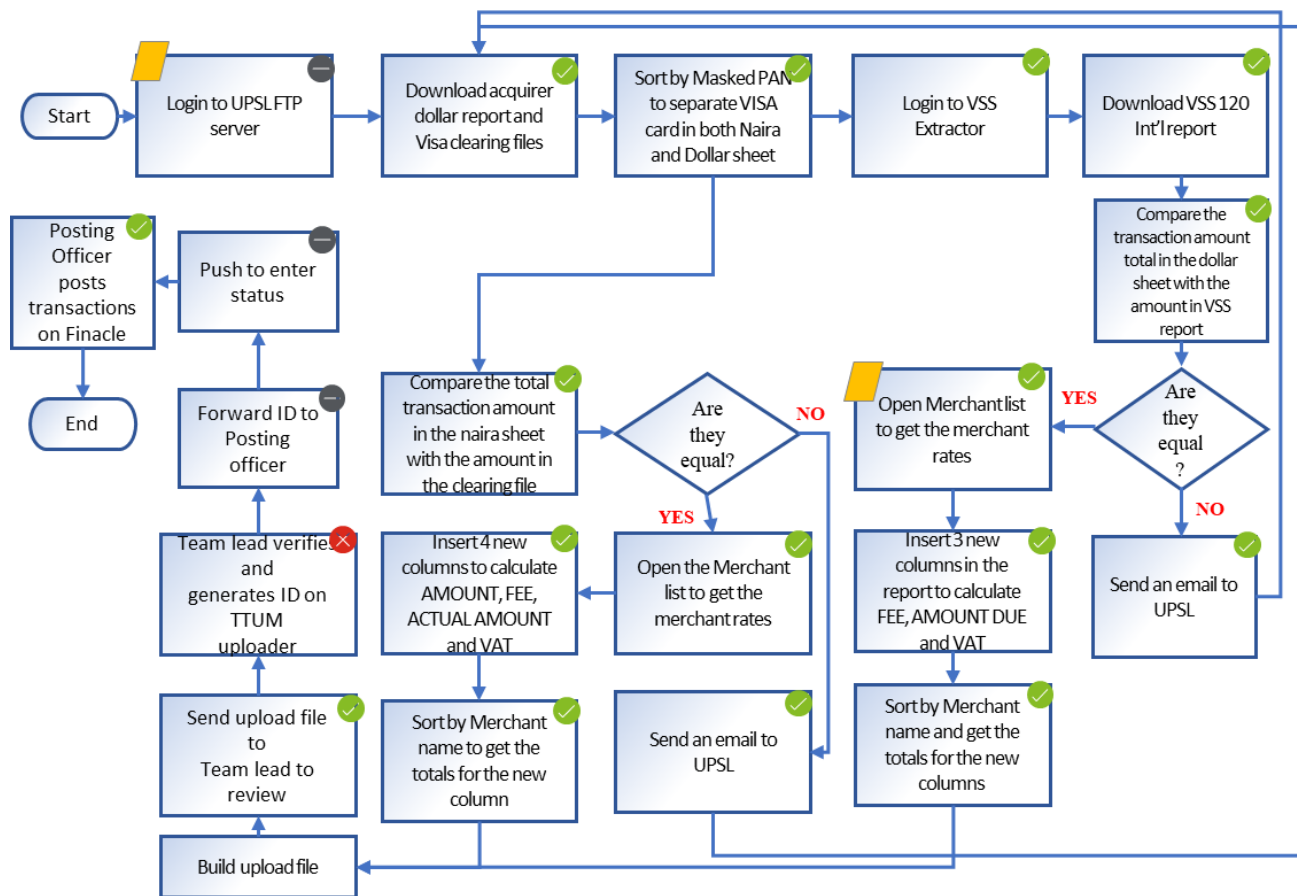 Start
Login to UPSL FTP
server
Download acquirer
dollar report and
Visa clearing files
Sort by Masked PAN
to separate VISA
card in both Naira
and Dollar sheet
Login to VSS
Extractor
Download VSS 120
Int'l report
Posting
Officer
posts
transactions
on Finacle
Push to enter
status
Compare the
transaction amount
total in the dollar
sheet with the
amount in VSS
report
End
Forward ID to
Posting
officer
Compare the total
transaction amount
in the naira sheet
with the amount in
the clearing file
Are
they
equal?
NO
YES
Open Merchant list
to get the merchant
rates
YES
Are
they
equal
?
NO
Team lead verifies
and
generates ID on
TTUM
uploader
Insert 4 new
columns to calculate
AMOUNT, FEE,
ACTUAL AMOUNT
and VAT
Open the Merchant
list to get the
merchant rates
Insert 3 new
columns in the
report to calculate
FEE, AMOUNT DUE
and VAT
Send an email to
UPSL
Send upload file
to
Team lead to
review
Sort by Merchant
name to get the
totals for the new
column
Send an email to
UPSL
Sort by Merchant
name and get the
totals for the new
columns
Build upload file